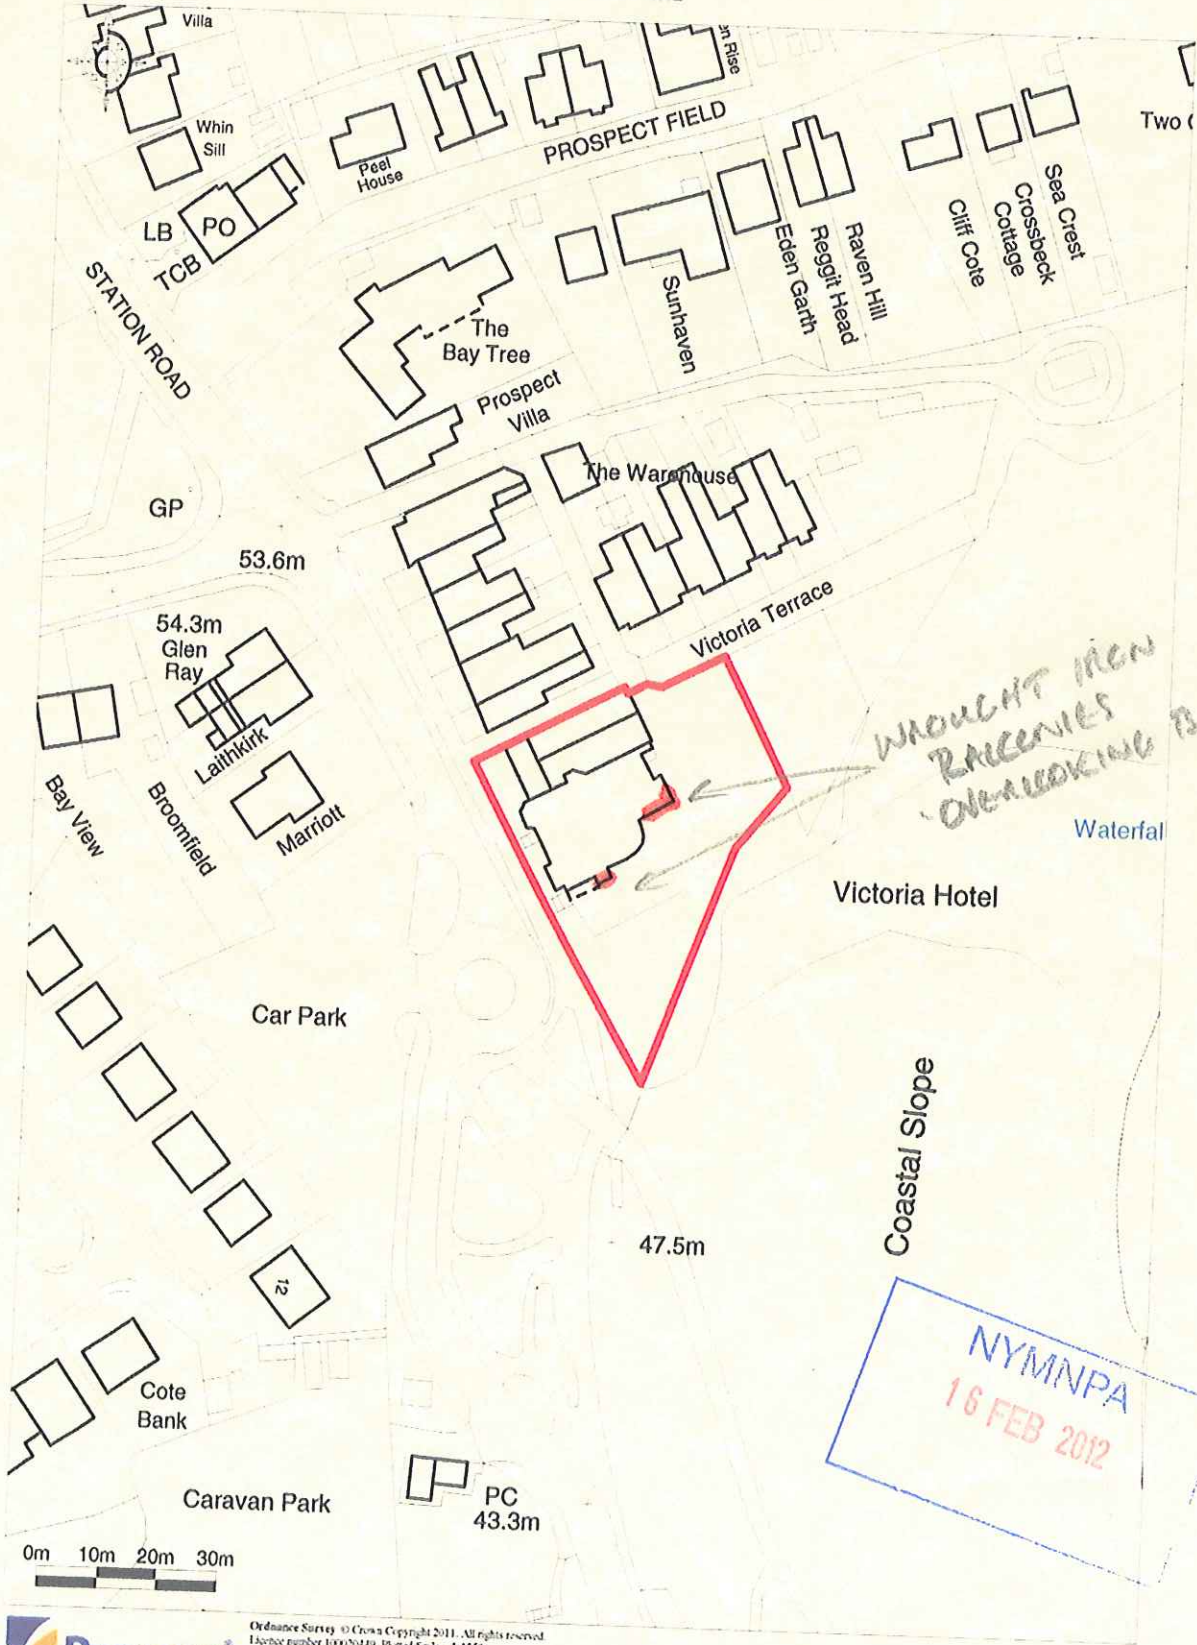 Villa
en Rise
Whin
Sill
Peel
House
PROSPECT FIELD
Two
LB
PO
TCB
STATION ROAD
Sea Crest
Crossbeck
Cottage
Cliff Cote
Raven Hill
Reggit Head
Eden Garth
Sunhaven
The
Bay Tree
Prospect
Villa
The Warehouse
GP
53.6m
54.3m
Glen
Ray
Laithkirk
Marriott
Broomfield
Bay View
Victoria Terrace
WROUGHT IRON
BALCONIES
OVERLOOKING B
Waterfal
Victoria Hotel
Car Park
Coastal Slope
47.5m
12
Cote
Bank
Caravan Park
PC
43.3m
NYMNPA
16 FEB 2012
0m 10m 20m 30m
Ordnance Survey © Crown Copyright 2011. All rights reserved.
Licence number